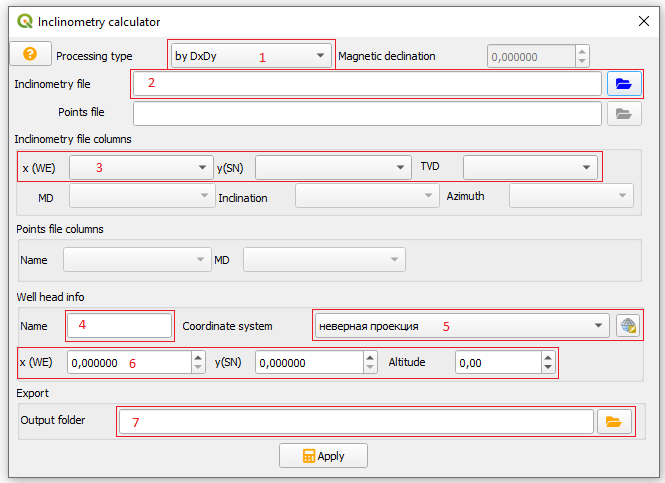 Inclinometry calculator
Processing type by DxDy 1 Magnetic declination 0,000000
Inclinometry file 2
Points file
Inclinometry file columns
x (WE) 3 y(SN) TVD
MD Inclination Azimuth
Points file columns
Name MD
Well head info
Name 4 Coordinate system неверная проекция 5
x (WE) 0,000000 6 y(SN) 0,000000 Altitude 0,00
Export
Output folder 7
Apply